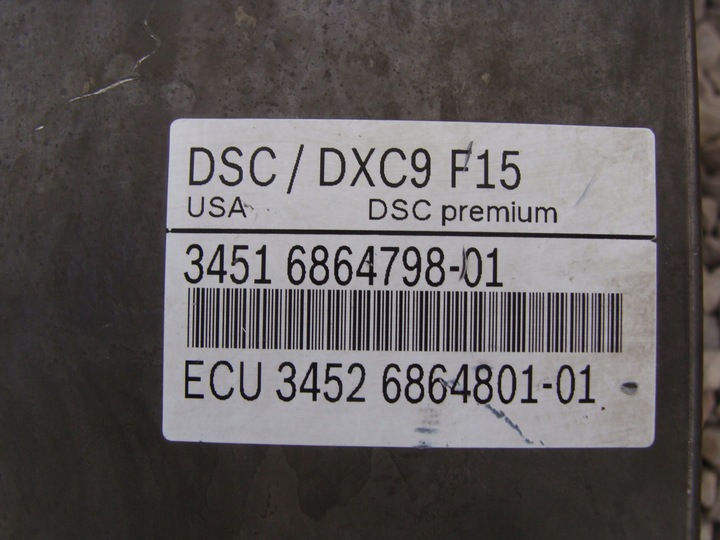 DSC / DXC9 F15
USA DSC premium
3451 6864798-01
ECU 3452 6864801-01